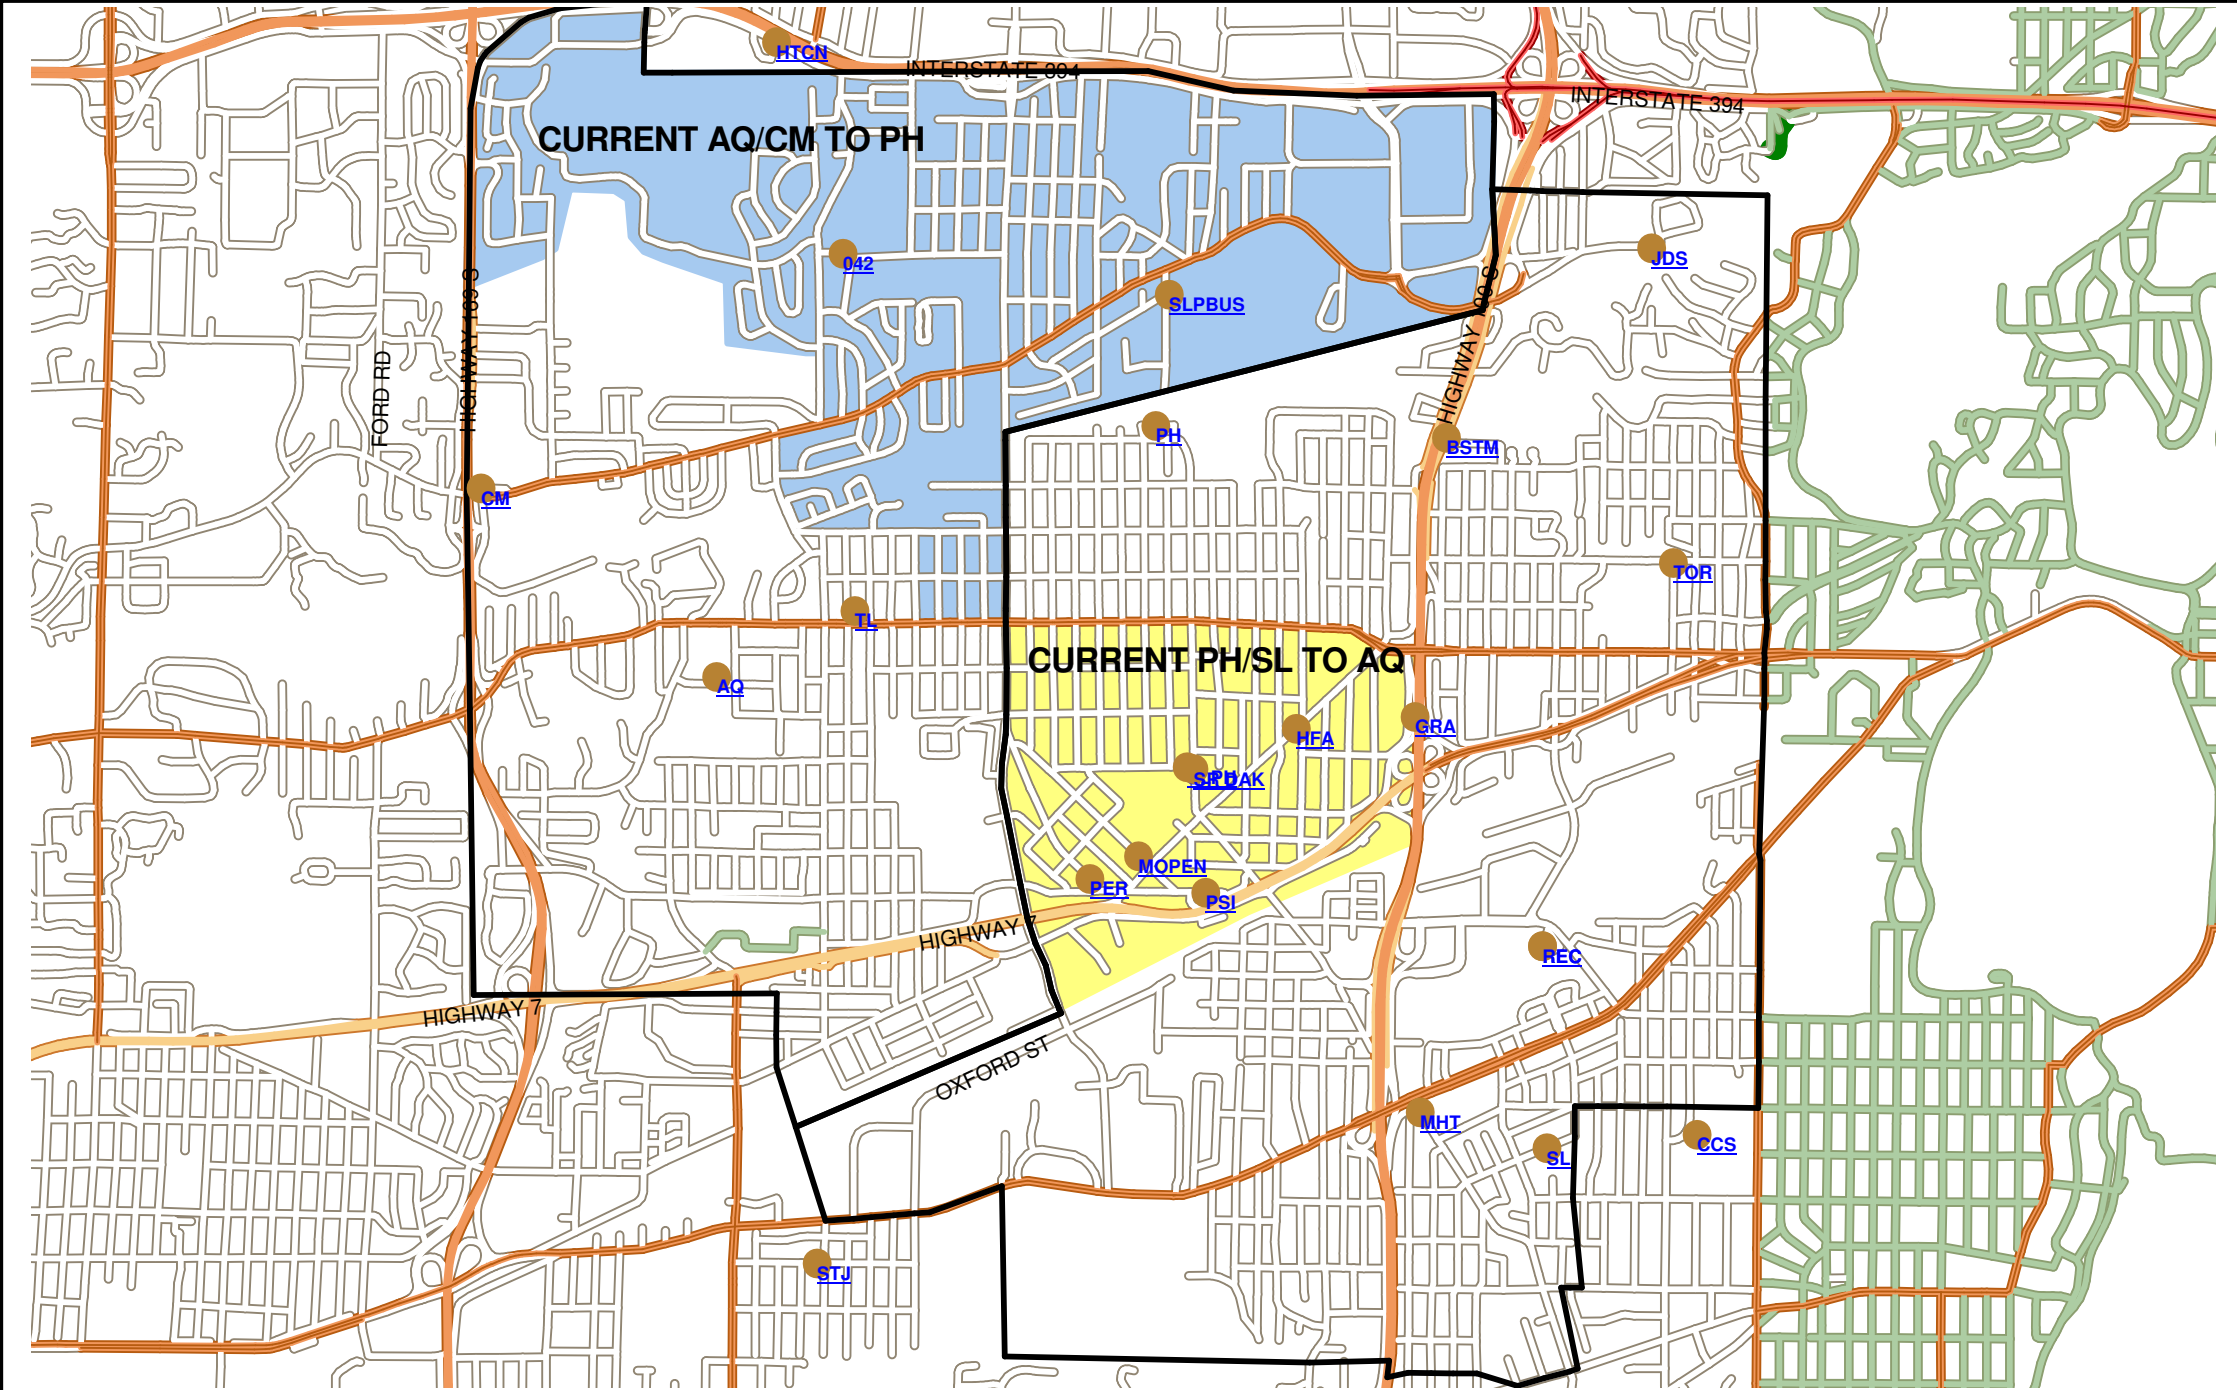 HTCN
INTERSTATE 394
INTERSTATE 394
CURRENT AQ/CM TO PH
042
JDS
SLPBUS
HIGHWAY 169 S
HIGHWAY 100 S
FORD RD
PH
BSTM
CM
TOR
TL
CURRENT PH/SL TO AQ
AQ
GRA
HFA
MOPEN
PER
PSI
HIGHWAY 7
REC
HIGHWAY 7
OXFORD ST
MHT
CCS
SL
STJ